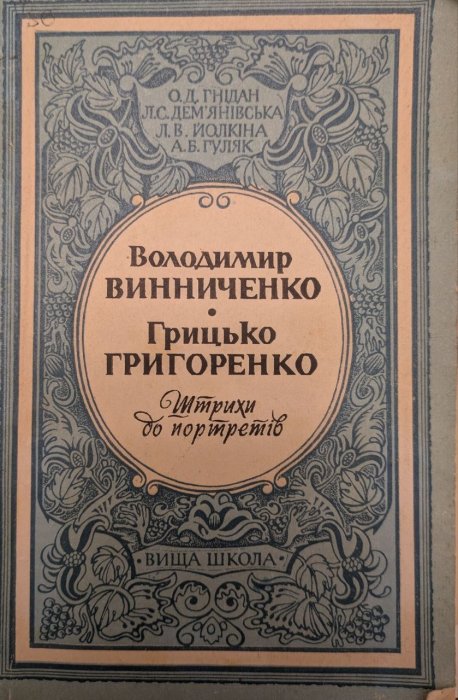 О.Д. ГНІДАН
Л.С. ДЕМ'ЯНІВСЬКА
Л.В. ЙОЛКІНА
А.Б. ГУЛЯК
Володимир
ВИННИЧЕНКО
•
Грицько
ГРИГОРЕНКО
Штрихи
до портретів
·ВИЩА ШКОЛА·